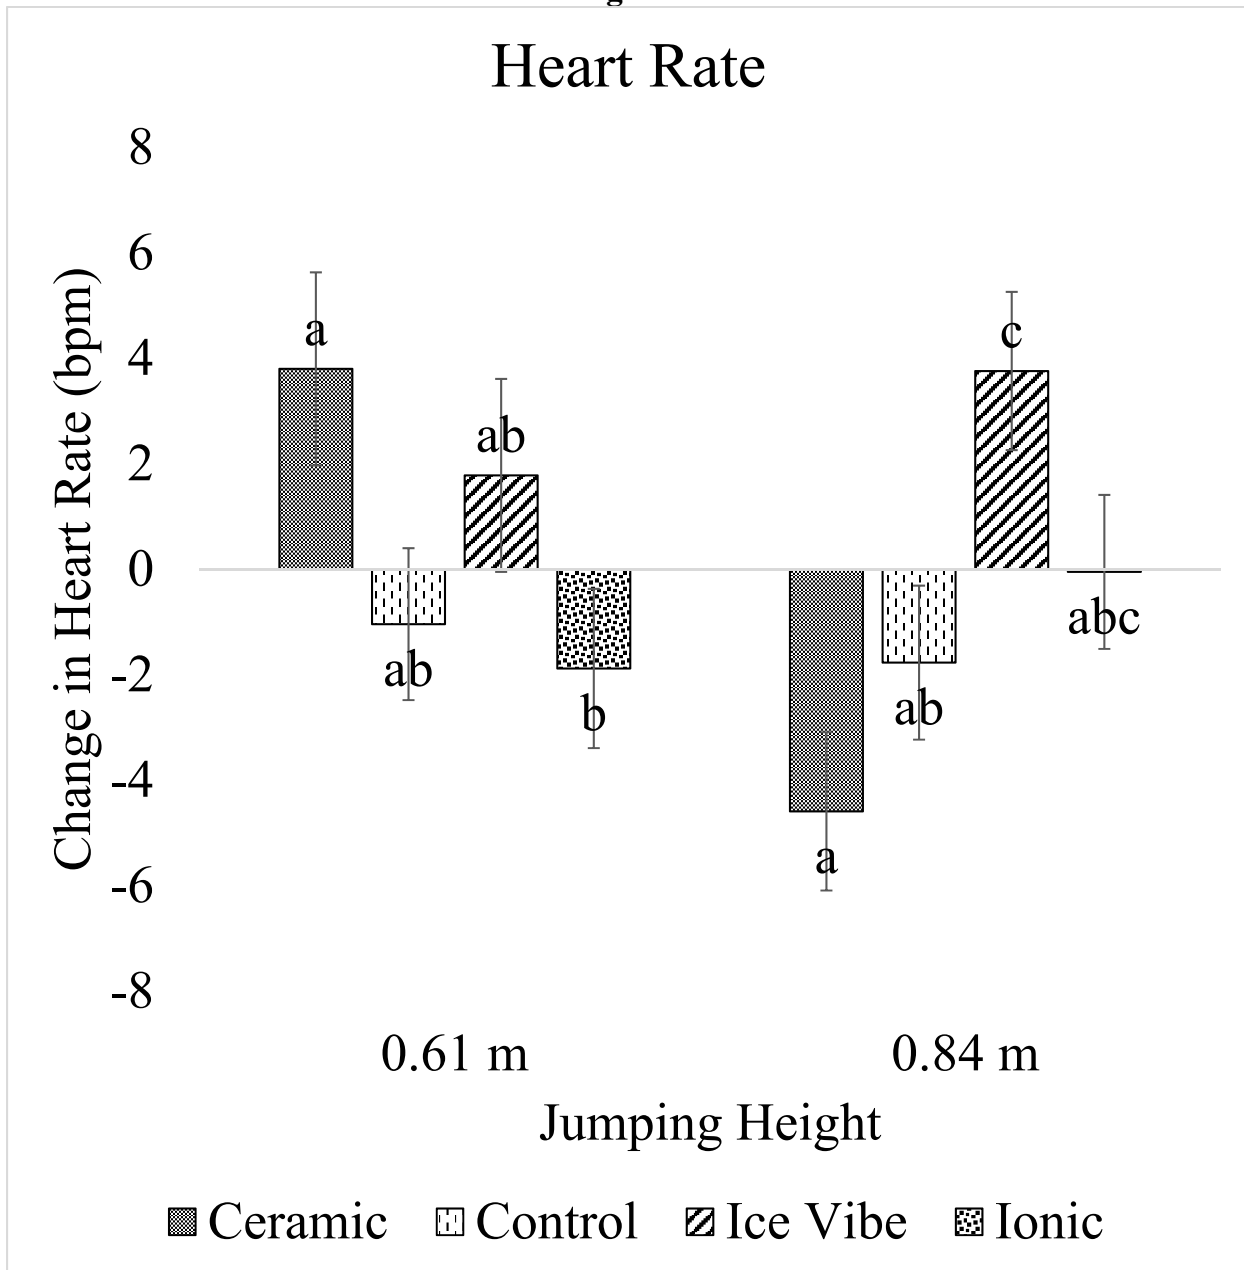 Heart Rate
8
6
4
2
0
-2
-4
-6
-8
Change in Heart Rate (bpm)
a
ab
ab
b
a
ab
c
abc
0.61 m 0.84 m
Jumping Height
Ceramic Control Ice Vibe Ionic